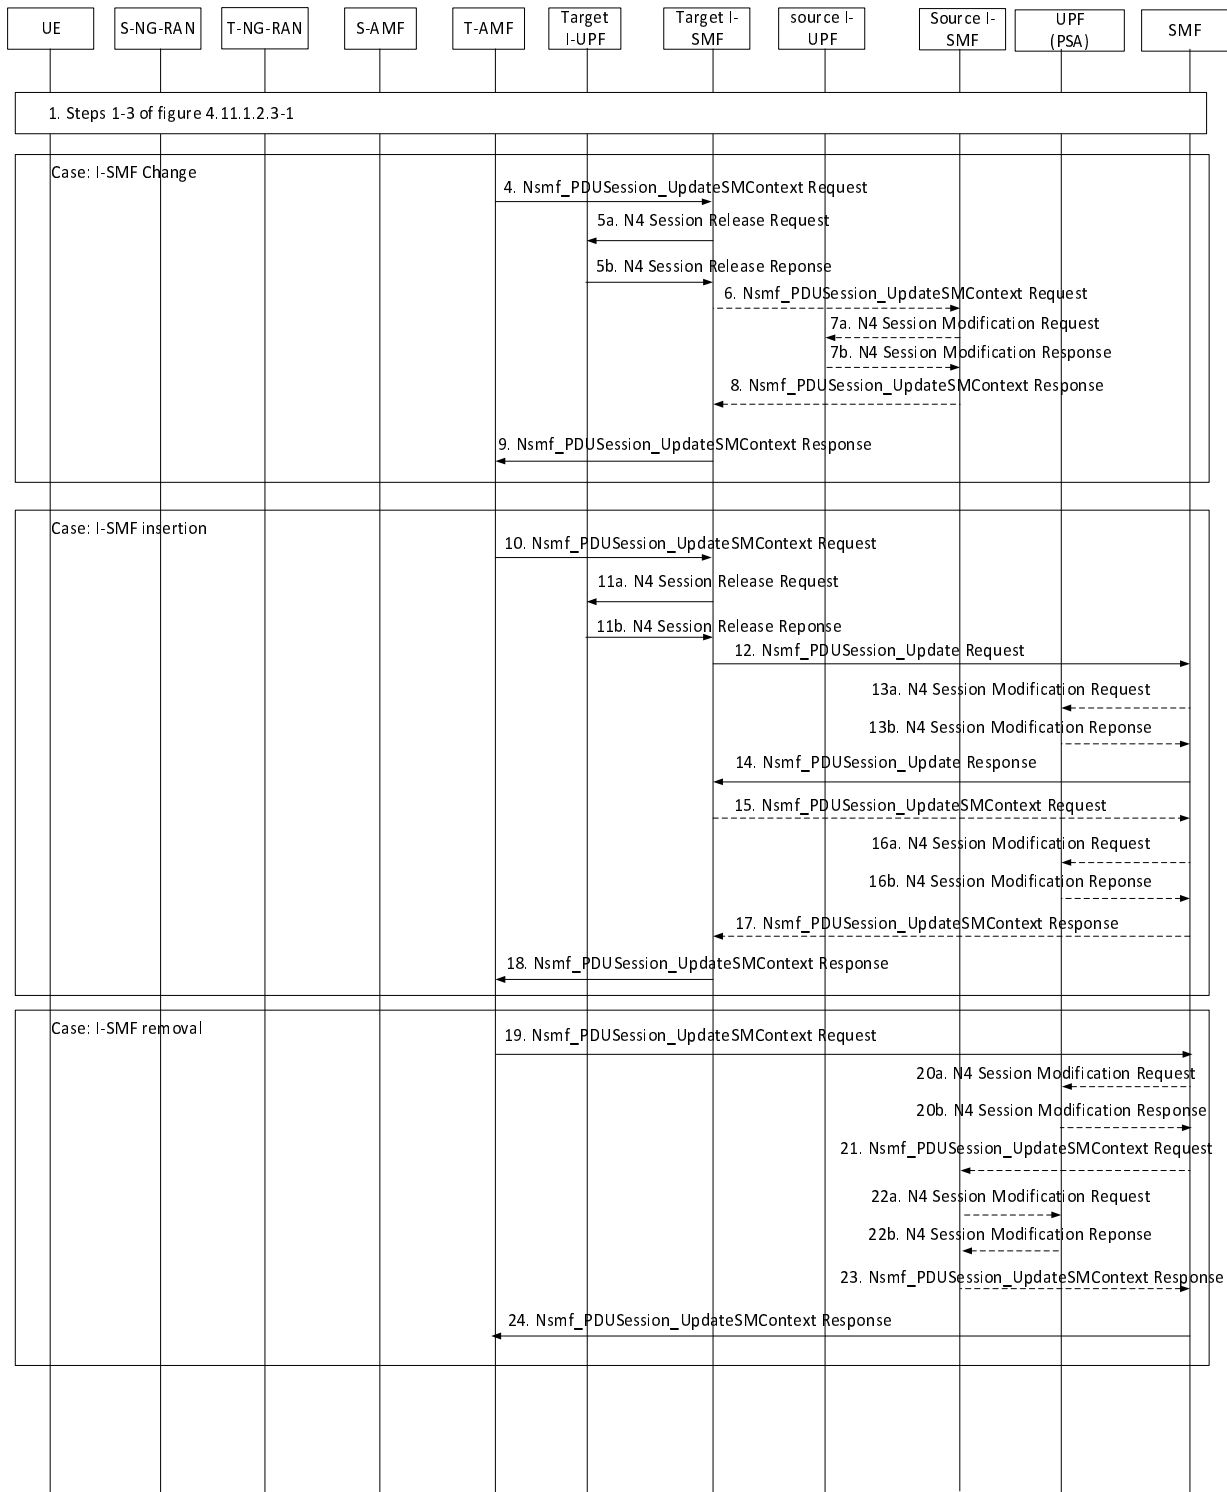 UE
S-NG-RAN
T-NG-RAN
S-AMF
T-AMF
Target
I-UPF
Target I-
SMF
source I-
UPF
Source I-
SMF
UPF
(PSA)
SMF
1. Steps 1-3 of figure 4.11.1.2.3-1
Case: I-SMF Change
4. Nsmf_PDUSession_UpdateSMContext Request
5a. N4 Session Release Request
5b. N4 Session Release Reponse
6. Nsmf_PDUSession_UpdateSMContext Request
7a. N4 Session Modification Request
7b. N4 Session Modification Response
8. Nsmf_PDUSession_UpdateSMContext Response
9. Nsmf_PDUSession_UpdateSMContext Response
Case: I-SMF insertion
10. Nsmf_PDUSession_UpdateSMContext Request
11a. N4 Session Release Request
11b. N4 Session Release Reponse
12. Nsmf_PDUSession_Update Request
13a. N4 Session Modification Request
13b. N4 Session Modification Reponse
14. Nsmf_PDUSession_Update Response
15. Nsmf_PDUSession_UpdateSMContext Request
16a. N4 Session Modification Request
16b. N4 Session Modification Reponse
17. Nsmf_PDUSession_UpdateSMContext Response
18. Nsmf_PDUSession_UpdateSMContext Response
Case: I-SMF removal
19. Nsmf_PDUSession_UpdateSMContext Request
20a. N4 Session Modification Request
20b. N4 Session Modification Response
21. Nsmf_PDUSession_UpdateSMContext Request
22a. N4 Session Modification Request
22b. N4 Session Modification Reponse
23. Nsmf_PDUSession_UpdateSMContext Response
24. Nsmf_PDUSession_UpdateSMContext Response